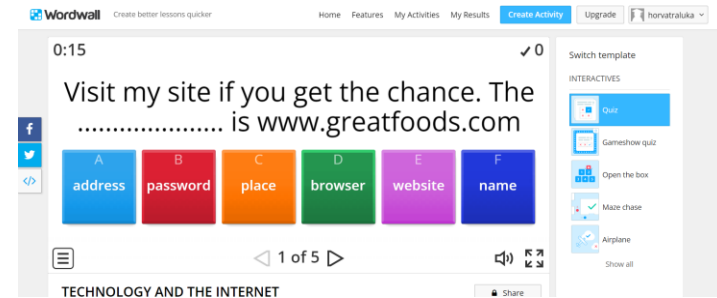 Wordwall Create better lessons quicker Home Features My Activities My Results Create Activity Upgrade horvatraluka
0:15 ✓ 0
Visit my site if you get the chance. The
...................... is www.greatfoods.com
A B C D E F
address password place browser website name
1 of 5
TECHNOLOGY AND THE INTERNET
Share
Switch template
INTERACTIVES
Quiz
Gameshow quiz
Open the box
Maze chase
Airplane
Show all